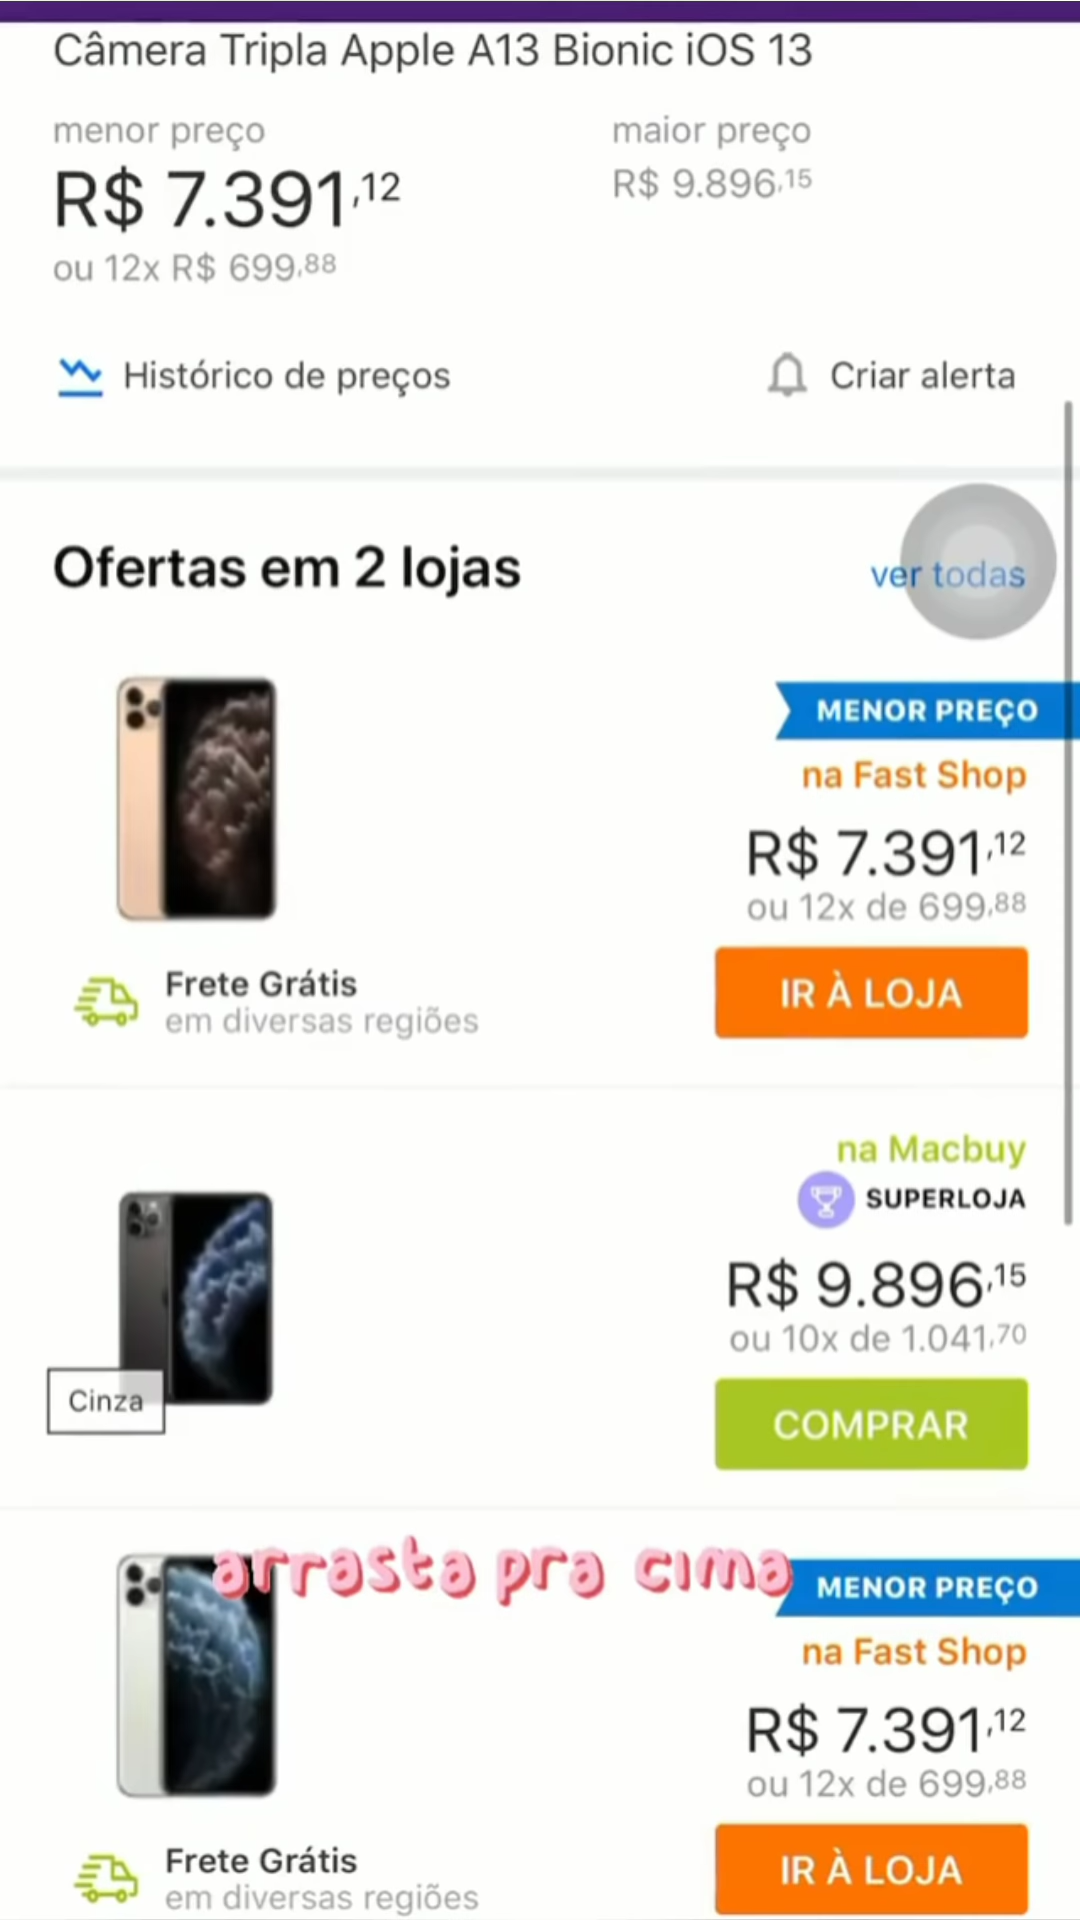 Câmera Tripla Apple A13 Bionic iOS 13
menor preço
maior preço
R$ 7.391,12
R$ 9.896,15
ou 12x R$ 699,88
Histórico de preços
Criar alerta
Ofertas em 2 lojas
ver todas
MENOR PREÇO
na Fast Shop
R$ 7.391,12
ou 12x de 699,88
Frete Grátis
em diversas regiões
IR À LOJA
na Macbuy
SUPERLOJA
R$ 9.896,15
ou 10x de 1.041,70
Cinza
COMPRAR
arrasta pra cima
MENOR PREÇO
na Fast Shop
R$ 7.391,12
ou 12x de 699,88
Frete Grátis
em diversas regiões
IR À LOJA